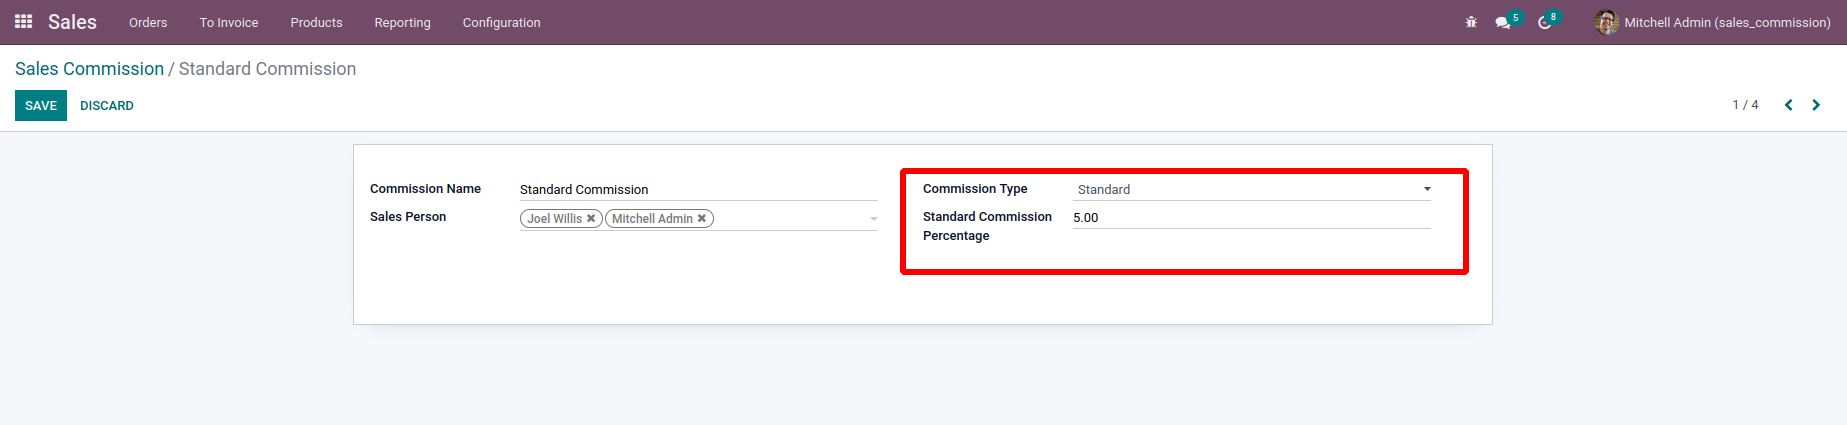 Sales Orders To Invoice Products Reporting Configuration 5 8 Mitchell Admin (sales_commission)
Sales Commission / Standard Commission
SAVE DISCARD 1 / 4
Commission Name Standard Commission Commission Type Standard
Sales Person Joel Willis ✖ Mitchell Admin ✖ Standard Commission 5.00
Percentage